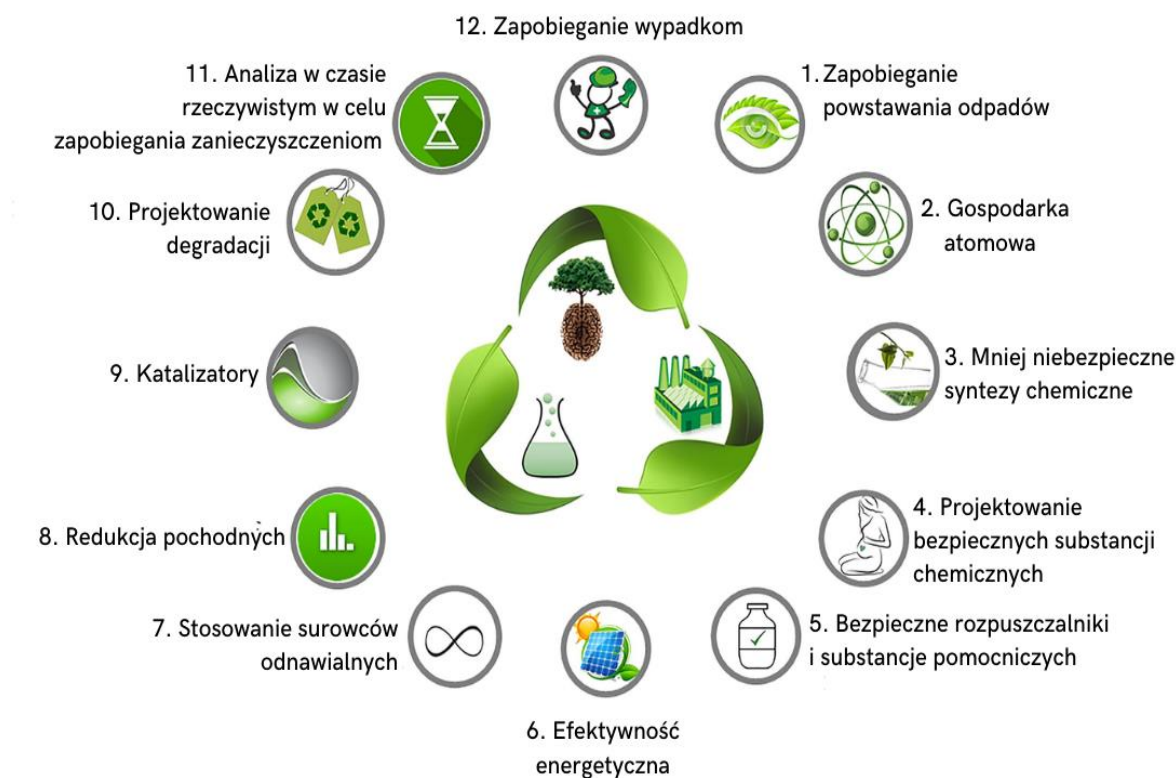 12. Zapobieganie wypadkom
1. Zapobieganie
powstawania odpadów
2. Gospodarka
atomowa
3. Mniej niebezpieczne
syntezy chemiczne
4. Projektowanie
bezpiecznych substancji
chemicznych
5. Bezpieczne rozpuszczalniki
i substancje pomocniczych
6. Efektywność
energetyczna
7. Stosowanie surowców
odnawialnych
8. Redukcja pochodnych
9. Katalizatory
10. Projektowanie
degradacji
11. Analiza w czasie
rzeczywistym w celu
zapobiegania zanieczyszczeniom